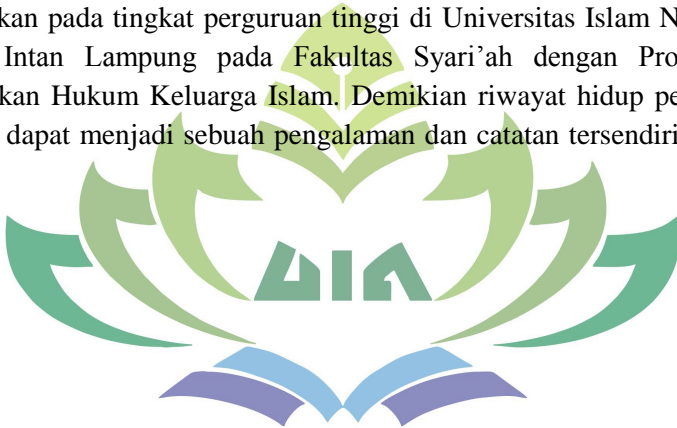 kan pada tingkat perguruan tinggi di Universitas Islam N
Intan Lampung pada Fakultas Syari’ah dengan Pro
kan Hukum Keluarga Islam. Demikian riwayat hidup pe
dapat menjadi sebuah pengalaman dan catatan tersendiri
UIN